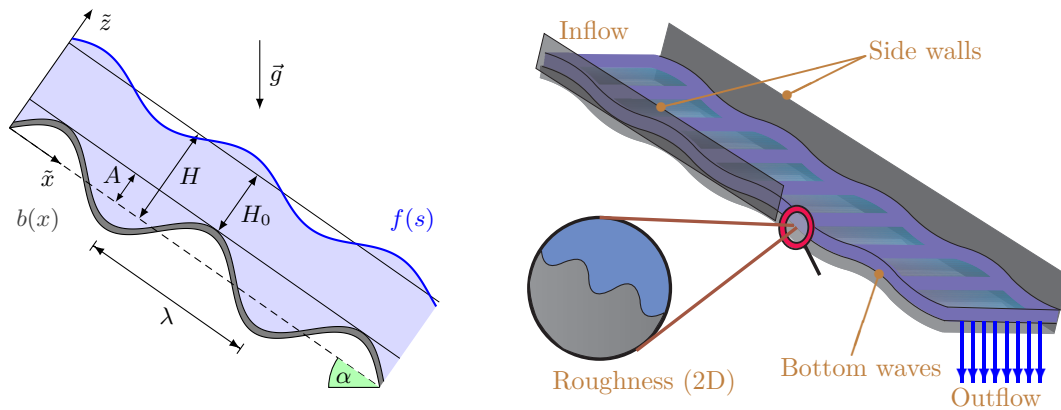 z̃
g⃗
x̃
A
H
H₀
b(x)
f(s)
λ
α
Inflow
Side walls
Roughness (2D)
Bottom waves
Outflow